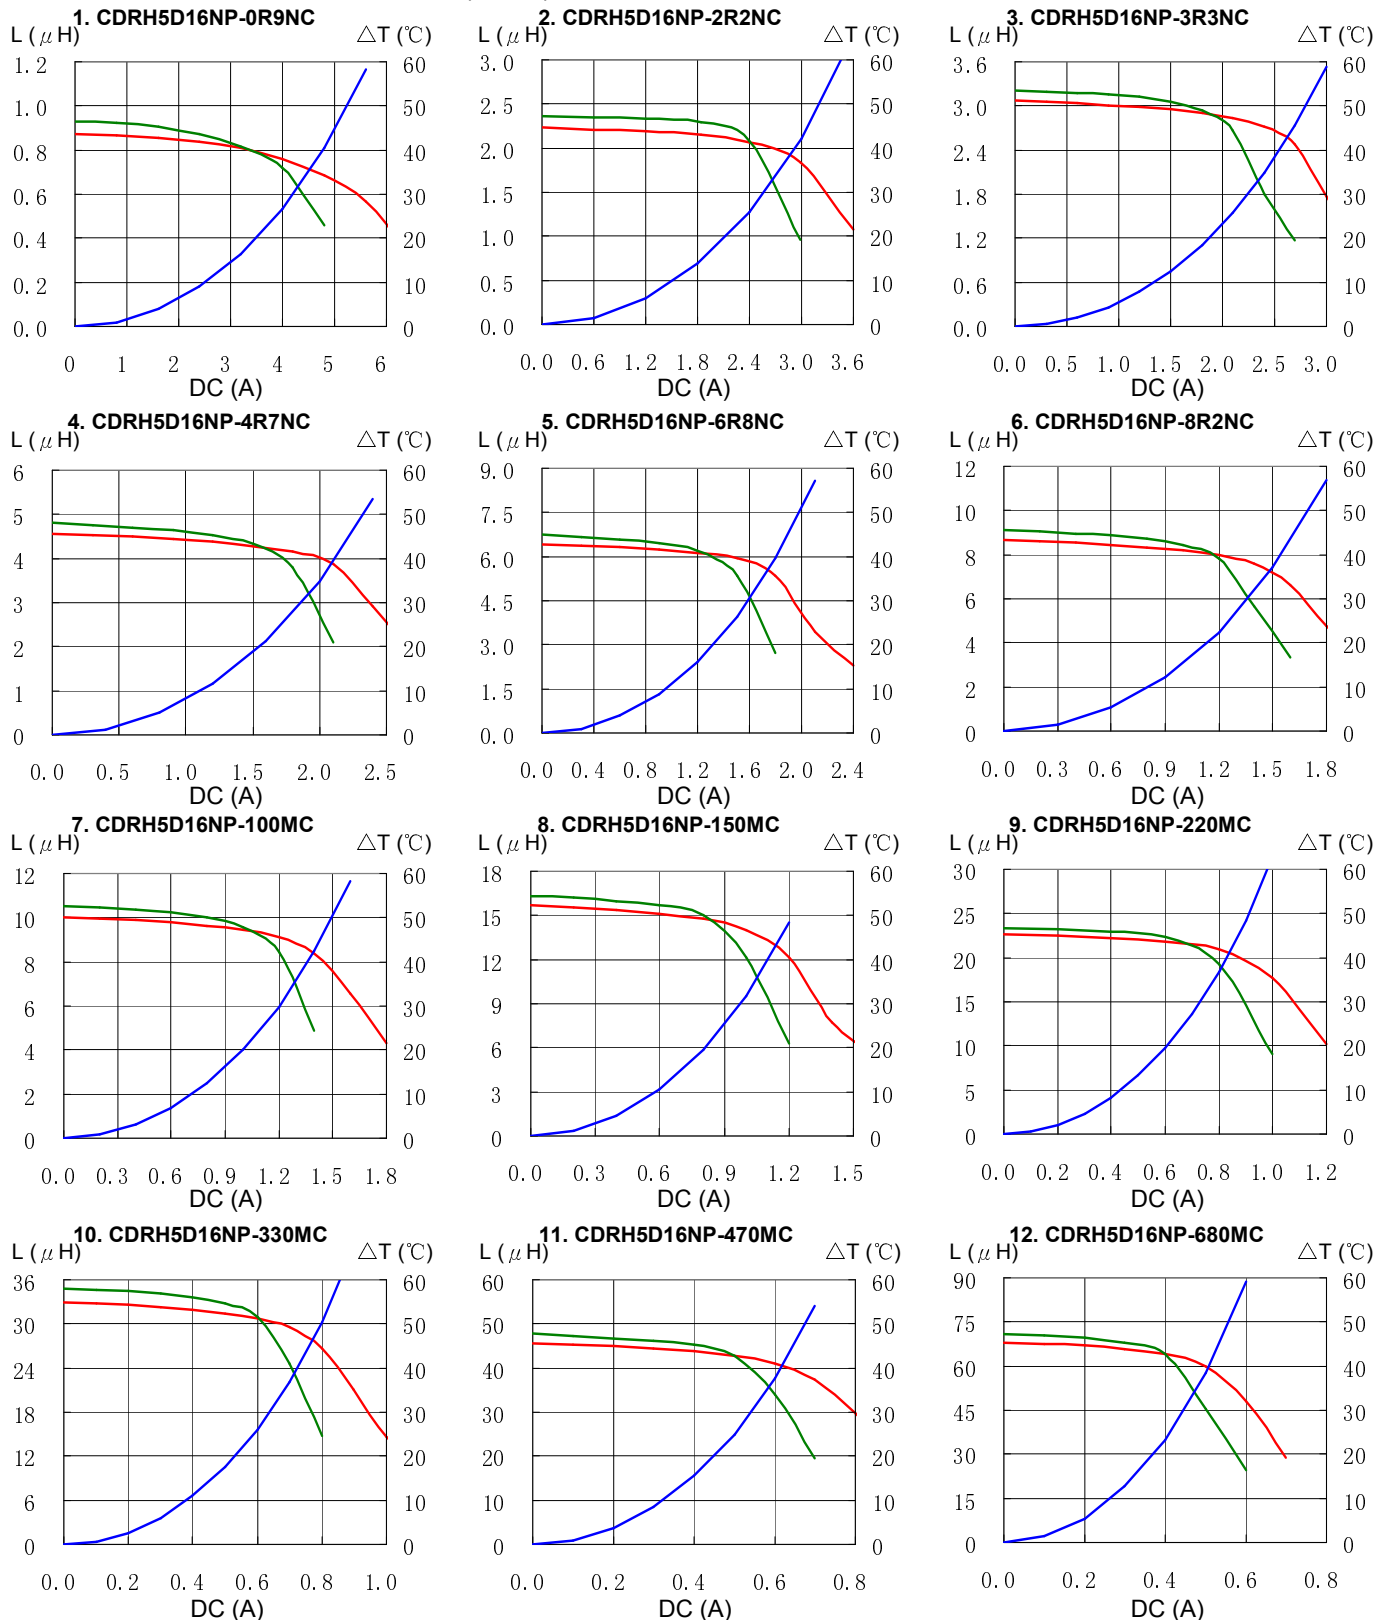 1. CDRH5D16NP-0R9NC
L (μH) △T (℃)
1.2 60
1.0 50
0.8 40
0.6 30
0.4 20
0.2 10
0.0 0
0 1 2 3 4 5 6
DC (A)
2. CDRH5D16NP-2R2NC
L (μH) △T (℃)
3.0 60
2.5 50
2.0 40
1.5 30
1.0 20
0.5 10
0.0 0
0.0 0.6 1.2 1.8 2.4 3.0 3.6
DC (A)
3. CDRH5D16NP-3R3NC
L (μH) △T (℃)
3.6 60
3.0 50
2.4 40
1.8 30
1.2 20
0.6 10
0.0 0
0.0 0.5 1.0 1.5 2.0 2.5 3.0
DC (A)
4. CDRH5D16NP-4R7NC
L (μH) △T (℃)
6 60
5 50
4 40
3 30
2 20
1 10
0 0
0.0 0.5 1.0 1.5 2.0 2.5
DC (A)
5. CDRH5D16NP-6R8NC
L (μH) △T (℃)
9.0 60
7.5 50
6.0 40
4.5 30
3.0 20
1.5 10
0.0 0
0.0 0.4 0.8 1.2 1.6 2.0 2.4
DC (A)
6. CDRH5D16NP-8R2NC
L (μH) △T (℃)
12 60
10 50
8 40
6 30
4 20
2 10
0 0
0.0 0.3 0.6 0.9 1.2 1.5 1.8
DC (A)
7. CDRH5D16NP-100MC
L (μH) △T (℃)
12 60
10 50
8 40
6 30
4 20
2 10
0 0
0.0 0.3 0.6 0.9 1.2 1.5 1.8
DC (A)
8. CDRH5D16NP-150MC
L (μH) △T (℃)
18 60
15 50
12 40
9 30
6 20
3 10
0 0
0.0 0.3 0.6 0.9 1.2 1.5
DC (A)
9. CDRH5D16NP-220MC
L (μH) △T (℃)
30 60
25 50
20 40
15 30
10 20
5 10
0 0
0.0 0.2 0.4 0.6 0.8 1.0 1.2
DC (A)
10. CDRH5D16NP-330MC
L (μH) △T (℃)
36 60
30 50
24 40
18 30
12 20
6 10
0 0
0.0 0.2 0.4 0.6 0.8 1.0
DC (A)
11. CDRH5D16NP-470MC
L (μH) △T (℃)
60 60
50 50
40 40
30 30
20 20
10 10
0 0
0.0 0.2 0.4 0.6 0.8
DC (A)
12. CDRH5D16NP-680MC
L (μH) △T (℃)
90 60
75 50
60 40
45 30
30 20
15 10
0 0
0.0 0.2 0.4 0.6 0.8
DC (A)